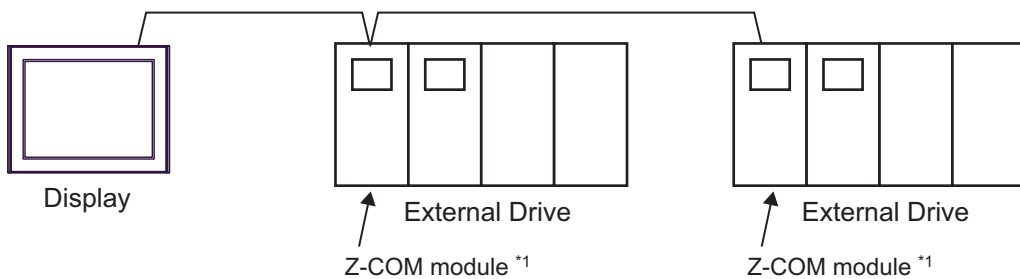 Display
External Drive
External Drive
Z-COM module *1
Z-COM module *1